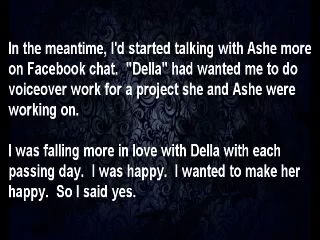 In the meantime, I'd started talking with Ashe more
on Facebook chat.  "Della" had wanted me to do
voiceover work for a project she and Ashe were
working on.

I was falling more in love with Della with each
passing day.  I was happy.  I wanted to make her
happy.  So I said yes.